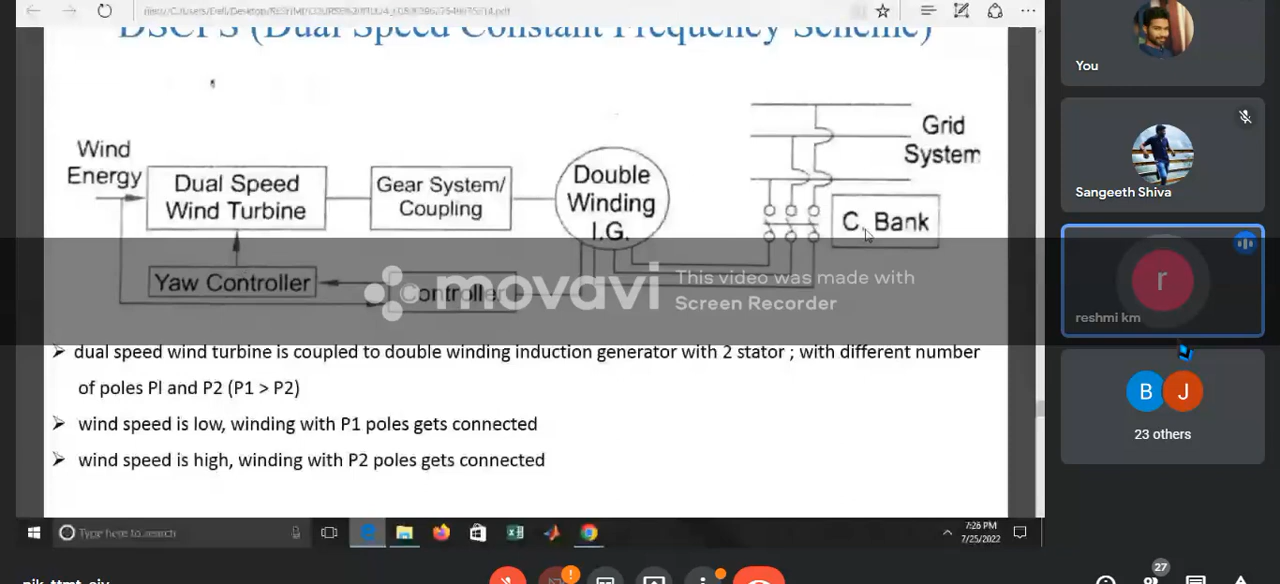 DSCFS (Dual Speed Constant Frequency Scheme)
Wind
Energy
Dual Speed
Wind Turbine
Gear System/
Coupling
Double
Winding
I.G.
Grid
System
C. Bank
Yaw Controller
Controller
movavi
This video was made with
Screen Recorder
➢ dual speed wind turbine is coupled to double winding induction generator with 2 stator ; with different number
of poles Pl and P2 (P1 > P2)
➢ wind speed is low, winding with P1 poles gets connected
➢ wind speed is high, winding with P2 poles gets connected
Type here to search
7:26 PM
7/25/2022
You
Sangeeth Shiva
r
reshmi km
B
J
23 others
27